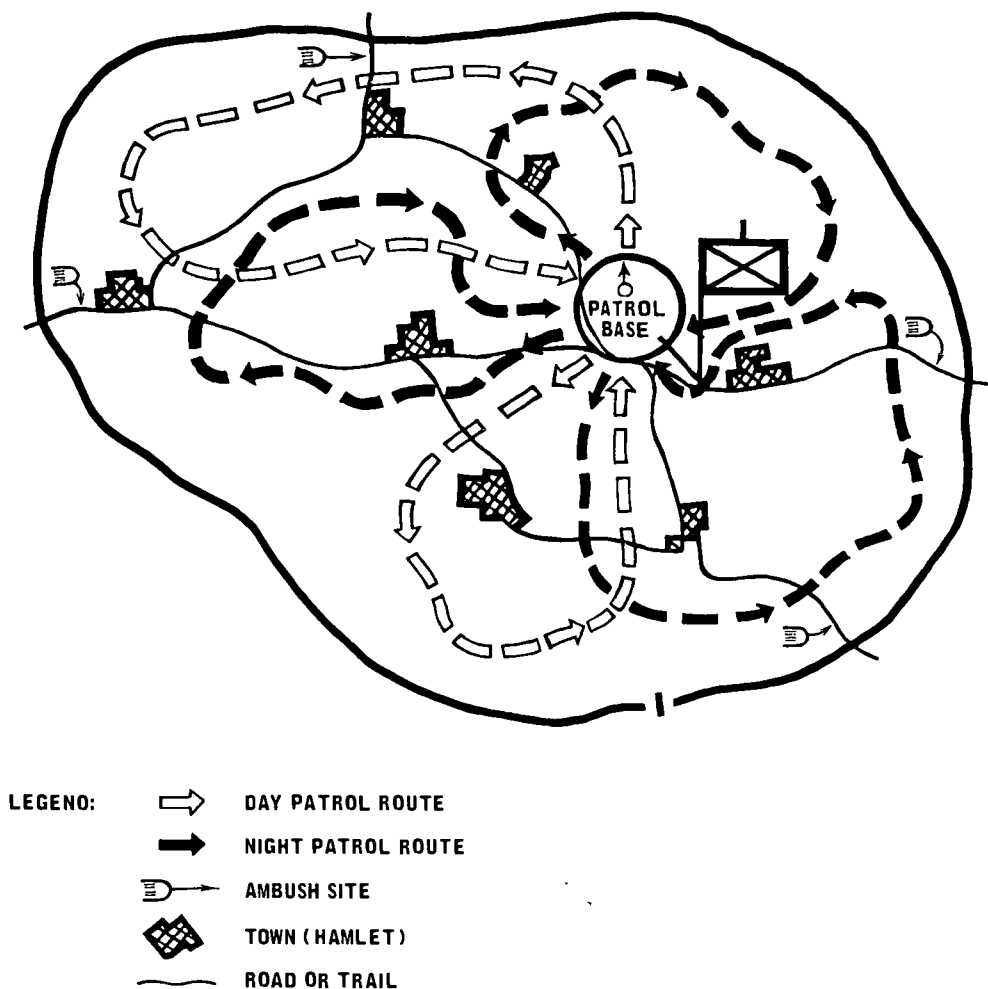 PATROL
BASE
LEGENO:
DAY PATROL ROUTE
NIGHT PATROL ROUTE
AMBUSH SITE
TOWN (HAMLET)
ROAD OR TRAIL